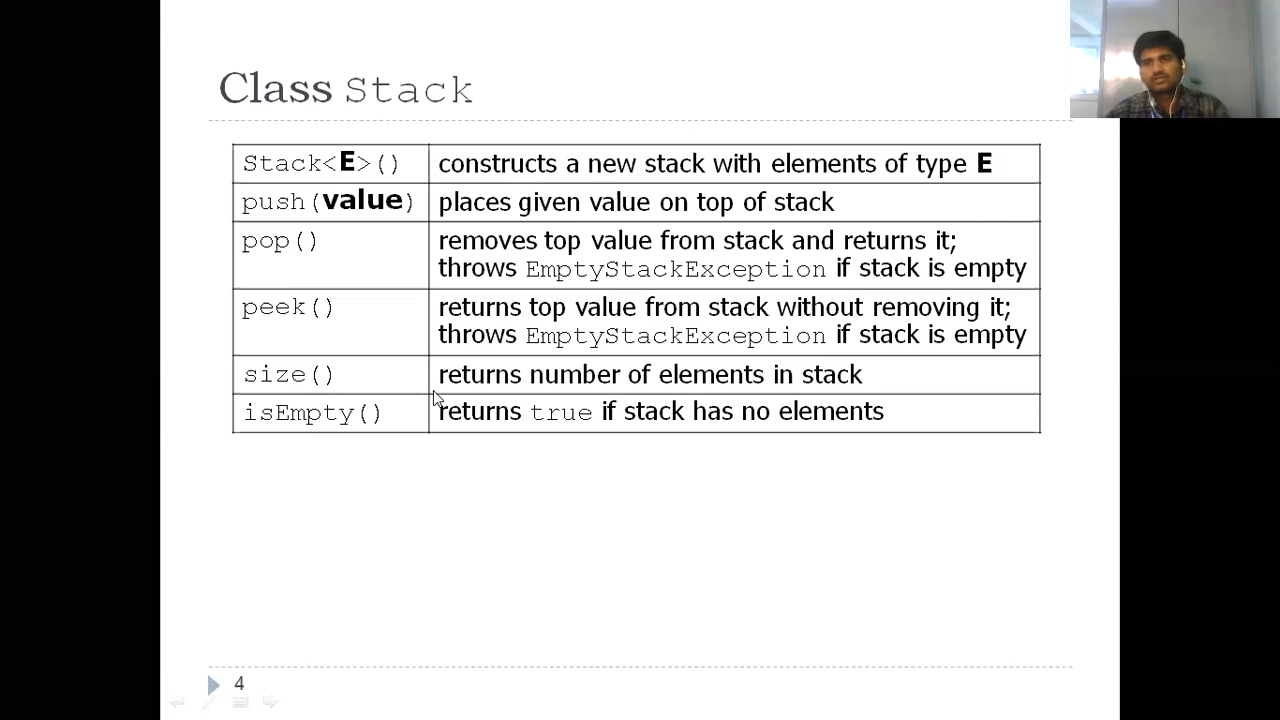 Class Stack
Stack<E>() constructs a new stack with elements of type E
push(value) places given value on top of stack
pop() removes top value from stack and returns it;
throws EmptyStackException if stack is empty
peek() returns top value from stack without removing it;
throws EmptyStackException if stack is empty
size() returns number of elements in stack
isEmpty() returns true if stack has no elements
4